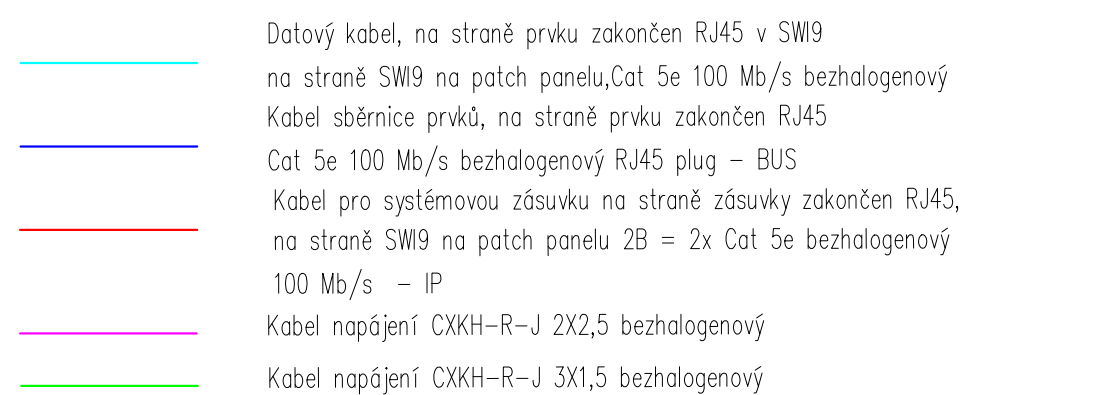 Datový kabel, na straně prvku zakončen RJ45 v SWI9
na straně SWI9 na patch panelu,Cat 5e 100 Mb/s bezhalogenový
Kabel sběrnice prvků, na straně prvku zakončen RJ45
Cat 5e 100 Mb/s bezhalogenový RJ45 plug – BUS
Kabel pro systémovou zásuvku na straně zásuvky zakončen RJ45,
na straně SWI9 na patch panelu 2B = 2x Cat 5e bezhalogenový
100 Mb/s – IP
Kabel napájení CXKH–R–J 2X2,5 bezhalogenový
Kabel napájení CXKH–R–J 3X1,5 bezhalogenový